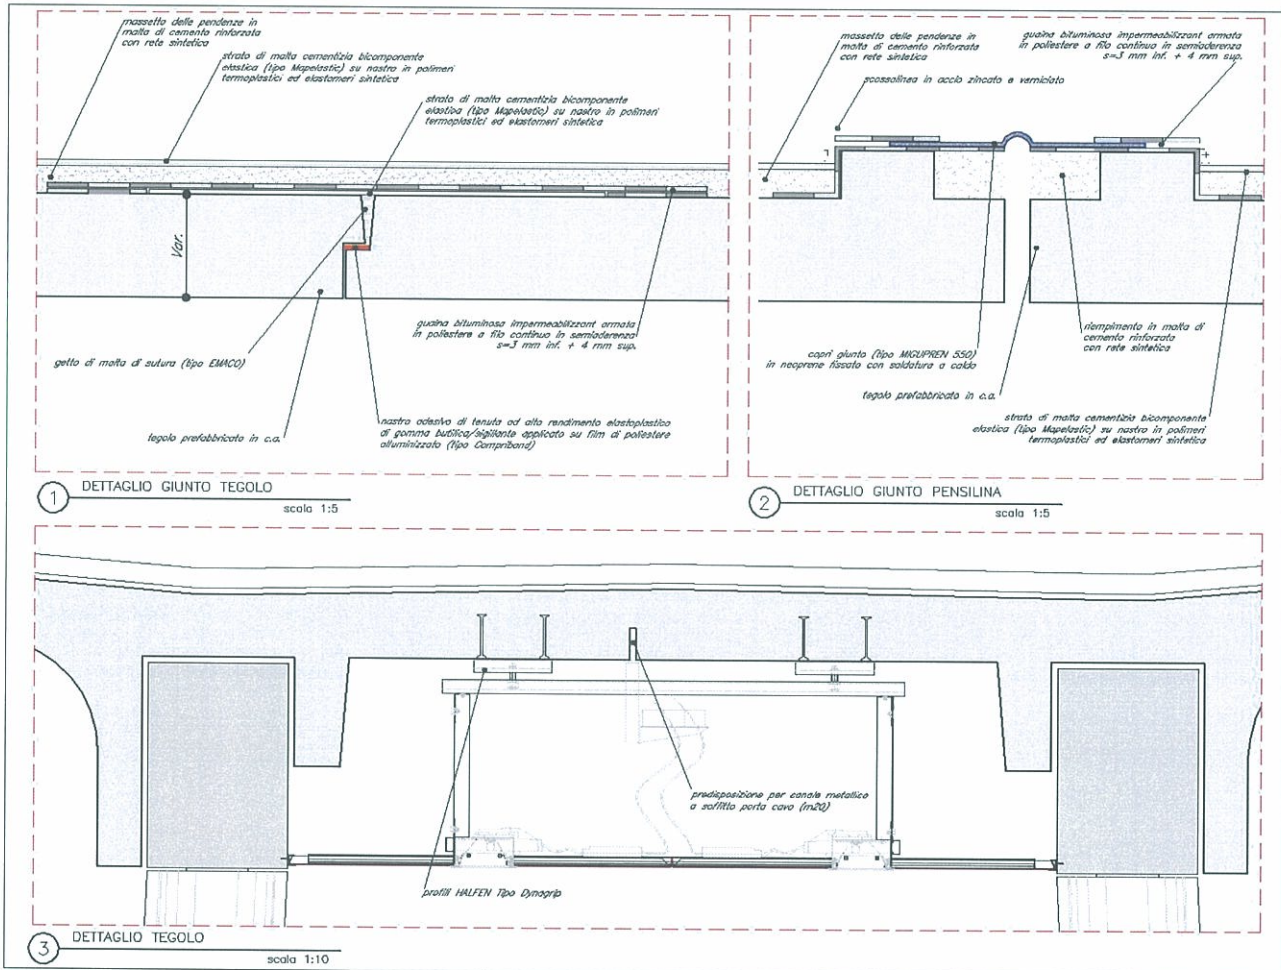 massetto delle pendenze in
malta di cemento rinforzata
con rete sintetica
strato di malta cementizia bicomponente
elastica (tipo Mapelastic) su nastro in polimeri
termoplastici ed elastomeri sintetica
strato di malta cementizia bicomponente
elastica (tipo Mapelastic) su nastro in polimeri
termoplastici ed elastomeri sintetica
Var.
guaina bituminosa impermeabilizzant armata
in poliestere a filo continuo in semiaderenza
s=3 mm inf. + 4 mm sup.
getto di malta di sutura (tipo EMACO)
tegolo prefabbricato in c.a.
nastro adesivo di tenuta ad alto rendimento elastoplastico
di gomma butilica/sigillante applicato su film di poliestere
alluminizzato (tipo Compriband)
1
DETTAGLIO GIUNTO TEGOLO
scala 1:5
massetto delle pendenze in
malta di cemento rinforzata
con rete sintetica
guaina bituminosa impermeabilizzant armata
in poliestere a filo continuo in semiaderenza
s=3 mm inf. + 4 mm sup.
scossalinea in accio zincato e verniciato
copri giunto (tipo MIGUPREN 550)
in neoprene fissato con saldatura a caldo
riempimento in malta di
cemento rinforzata
con rete sintetica
tegolo prefabbricato in c.a.
strato di malta cementizia bicomponente
elastica (tipo Mapelastic) su nastro in polimeri
termoplastici ed elastomeri sintetica
2
DETTAGLIO GIUNTO PENSILINA
scala 1:5
predisposizione per canale metallico
a soffitto porta cavo (m20)
profili HALFEN Tipo Dynagrip
3
DETTAGLIO TEGOLO
scala 1:10